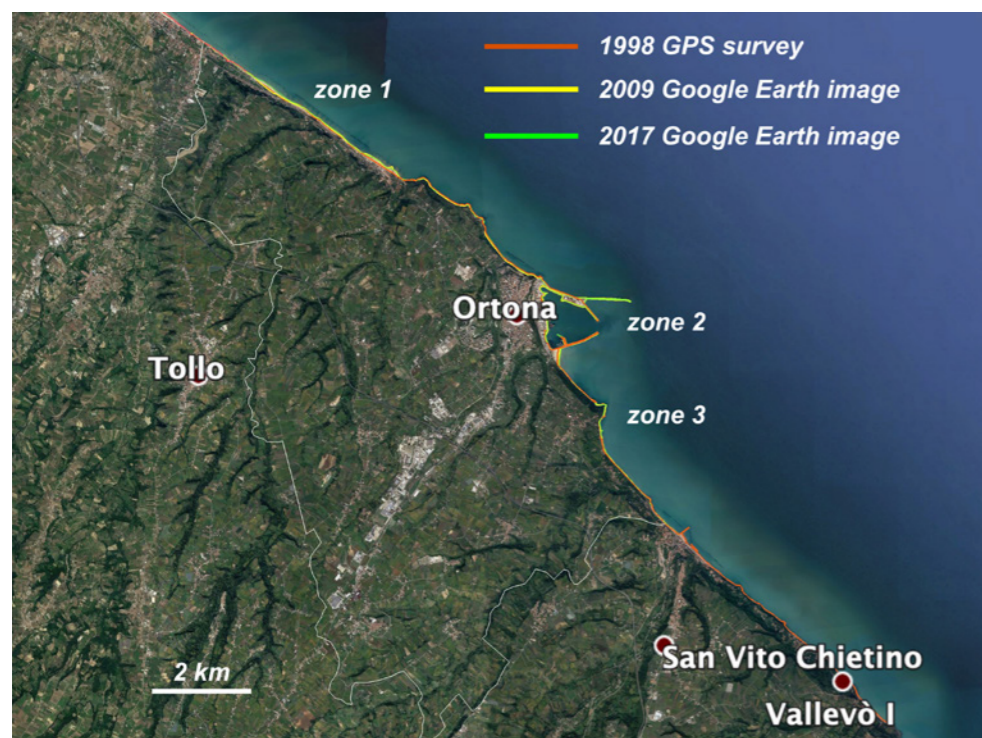 1998 GPS survey
zone 1
2009 Google Earth image
2017 Google Earth image
Ortona
zone 2
Tollo
zone 3
2 km
San Vito Chietino
Vallevò I